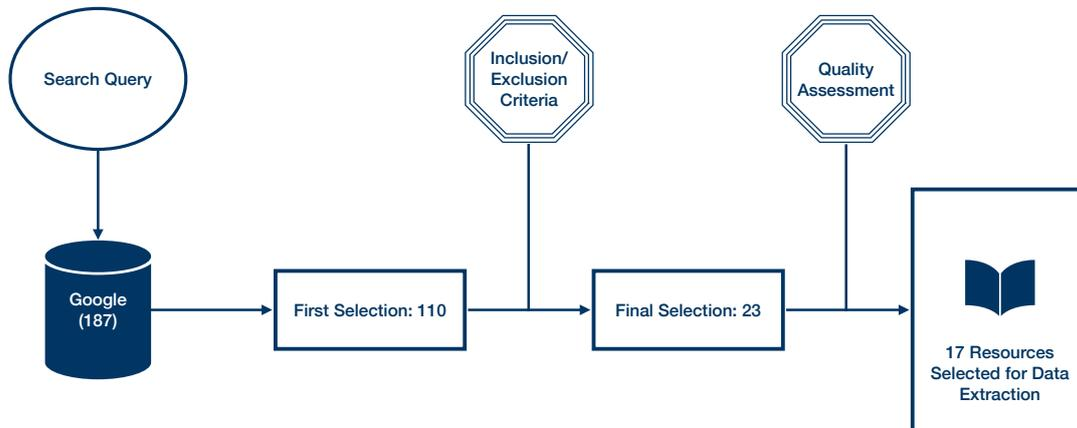 Search Query
Inclusion/
Exclusion
Criteria
Quality
Assessment
Google
(187)
First Selection: 110
Final Selection: 23
17 Resources
Selected for Data
Extraction